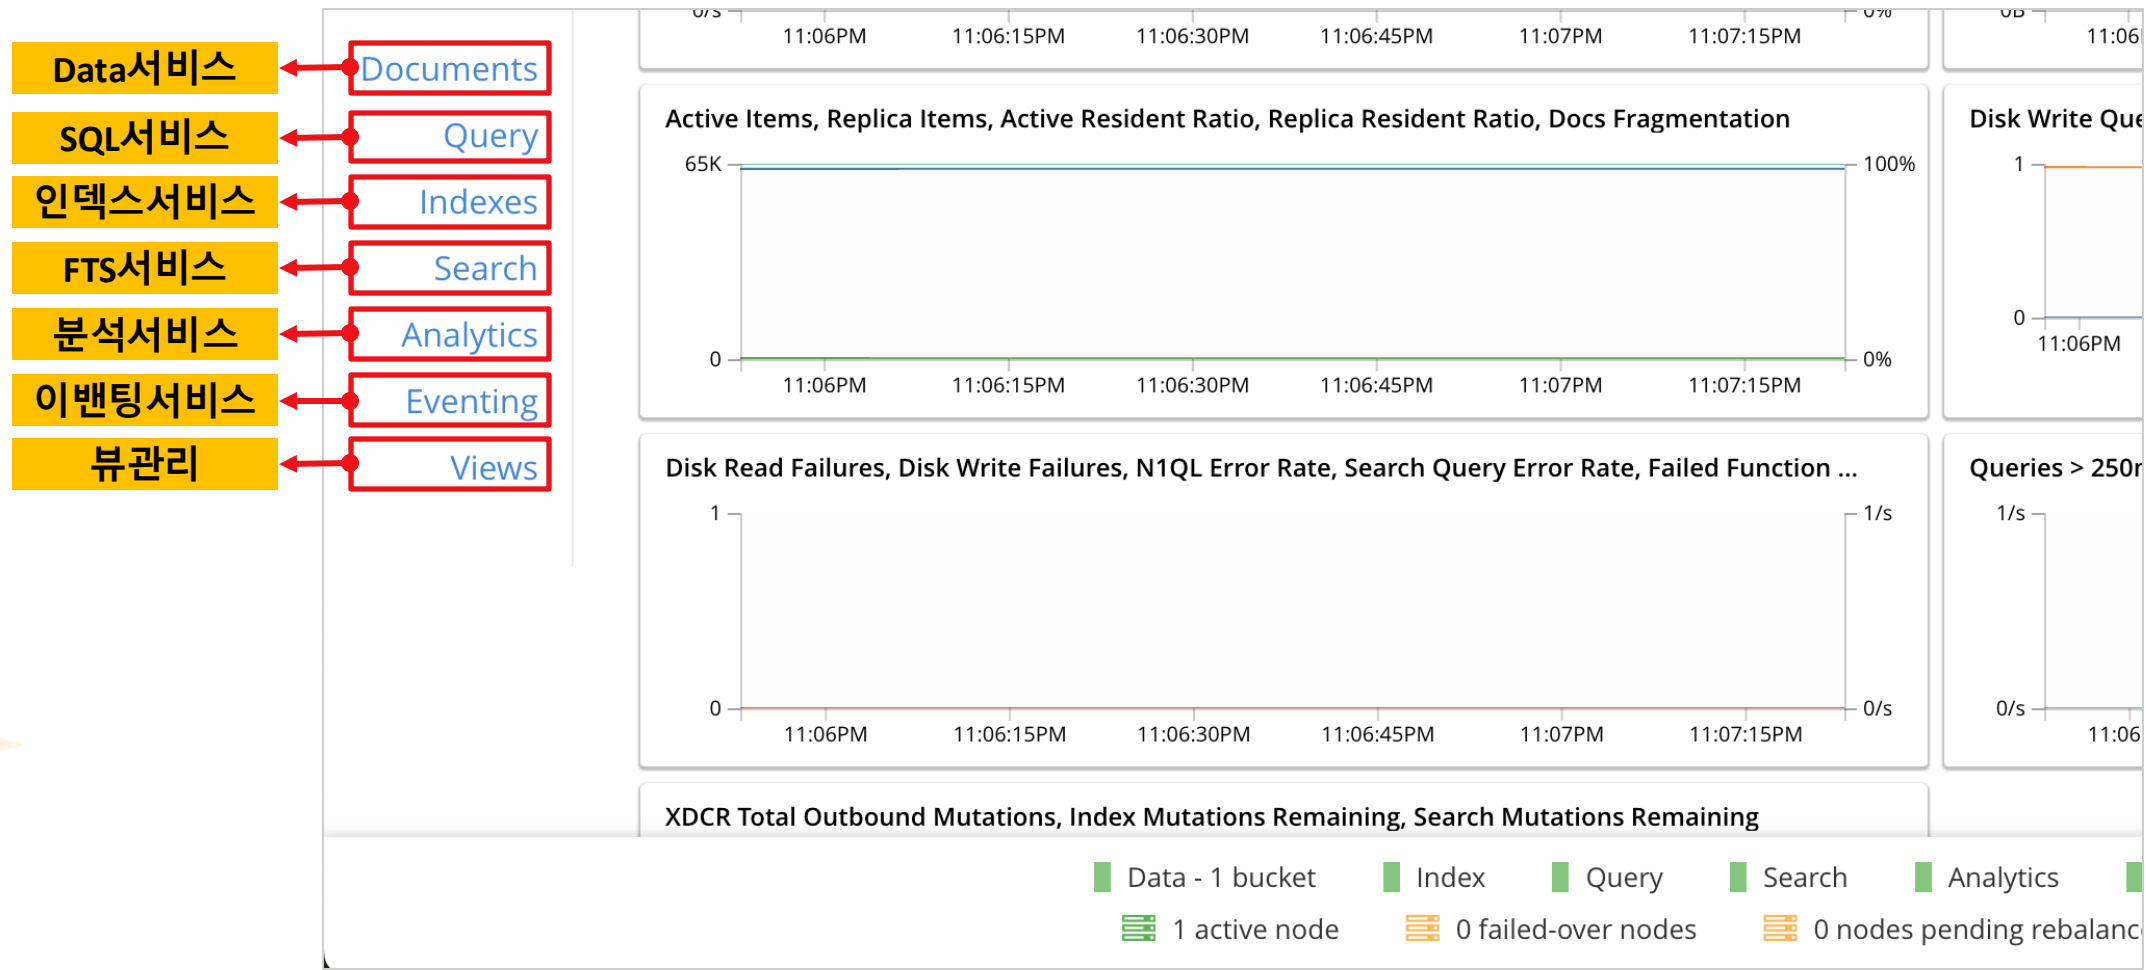 Data서비스
SQL서비스
인덱스서비스
FTS서비스
분석서비스
이밴팅서비스
뷰관리
Documents
Query
Indexes
Search
Analytics
Eventing
Views
0/s
0%
11:06PM 11:06:15PM 11:06:30PM 11:06:45PM 11:07PM 11:07:15PM
Active Items, Replica Items, Active Resident Ratio, Replica Resident Ratio, Docs Fragmentation
65K
100%
0
0%
11:06PM 11:06:15PM 11:06:30PM 11:06:45PM 11:07PM 11:07:15PM
Disk Read Failures, Disk Write Failures, N1QL Error Rate, Search Query Error Rate, Failed Function ...
1
1/s
0
0/s
11:06PM 11:06:15PM 11:06:30PM 11:06:45PM 11:07PM 11:07:15PM
XDCR Total Outbound Mutations, Index Mutations Remaining, Search Mutations Remaining
0B
11:06
Disk Write Que
1
0
11:06PM
Queries > 250
1/s
0/s
11:06
Data - 1 bucket Index Query Search Analytics
1 active node 0 failed-over nodes 0 nodes pending rebalanc